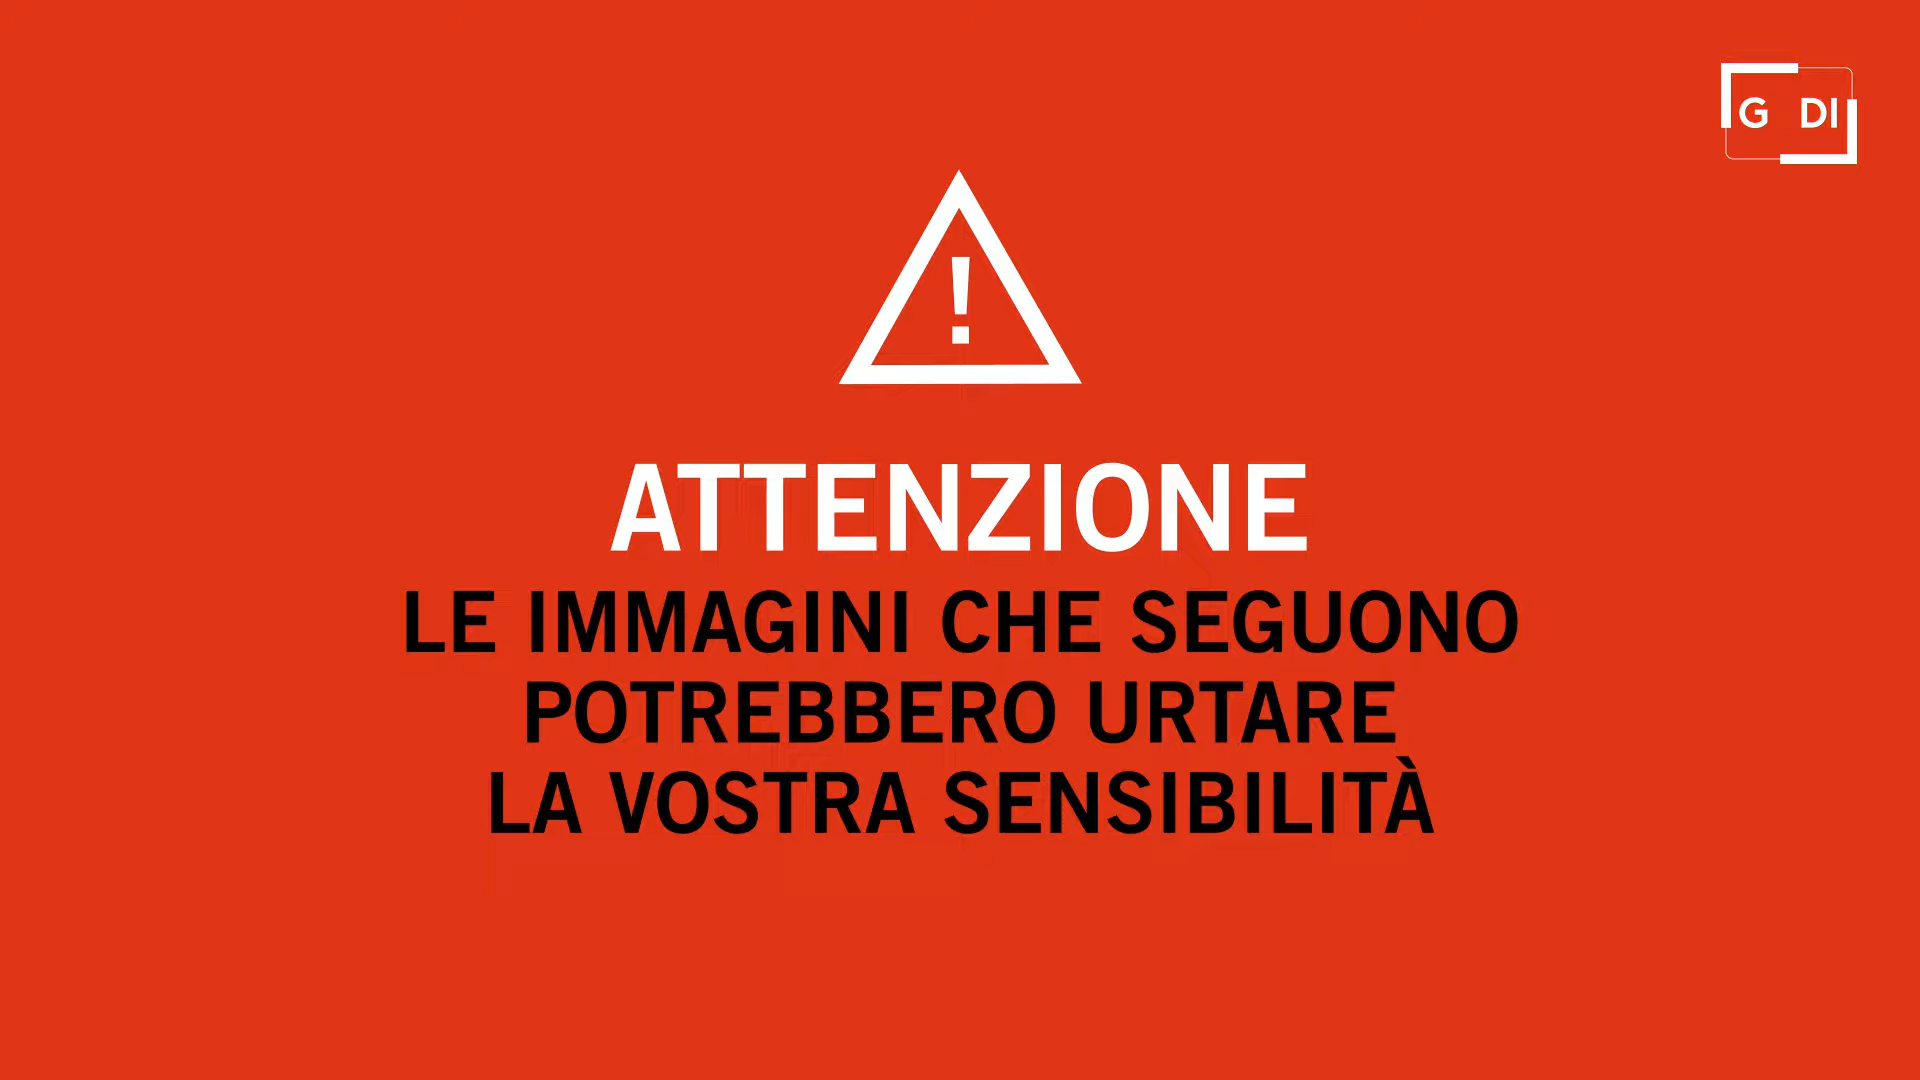 G DI
!
ATTENZIONE
LE IMMAGINI CHE SEGUONO
POTREBBERO URTARE
LA VOSTRA SENSIBILITÀ